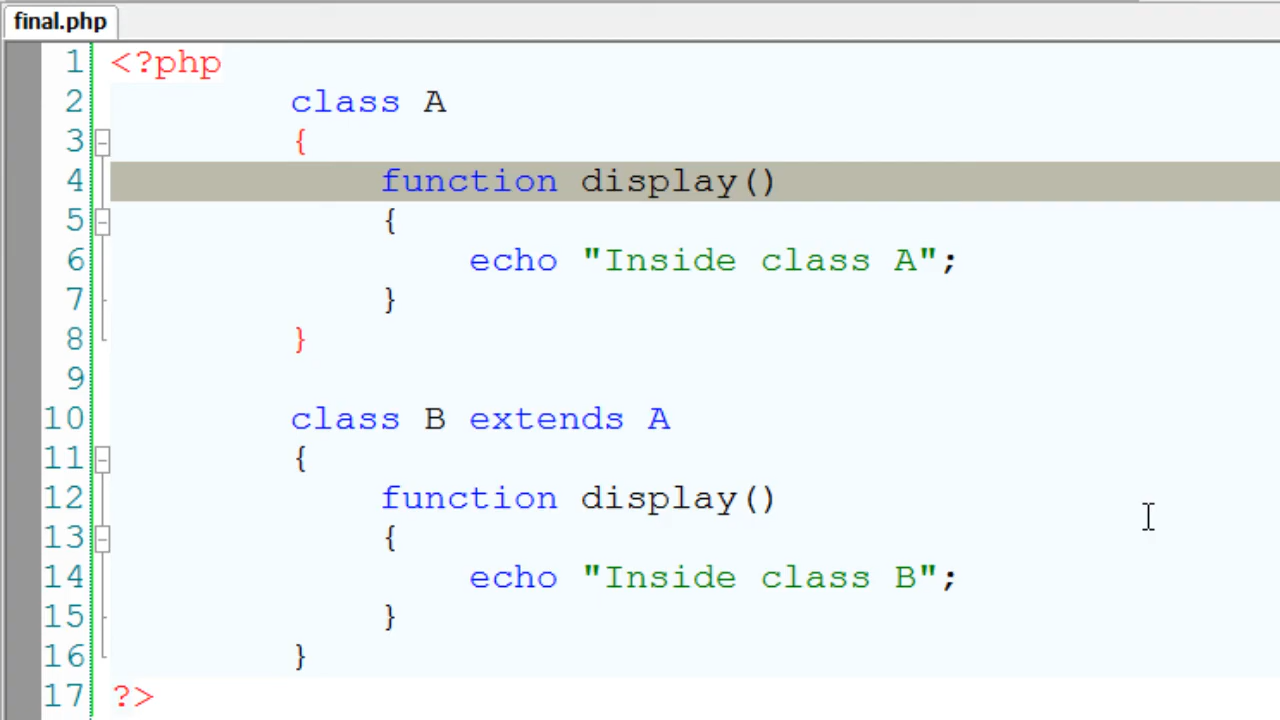 final.php
1 <?php
2 class A
3 {
4 function display()
5 {
6 echo "Inside class A";
7 }
8 }
9
10 class B extends A
11 {
12 function display()
13 {
14 echo "Inside class B";
15 }
16 }
17 ?>